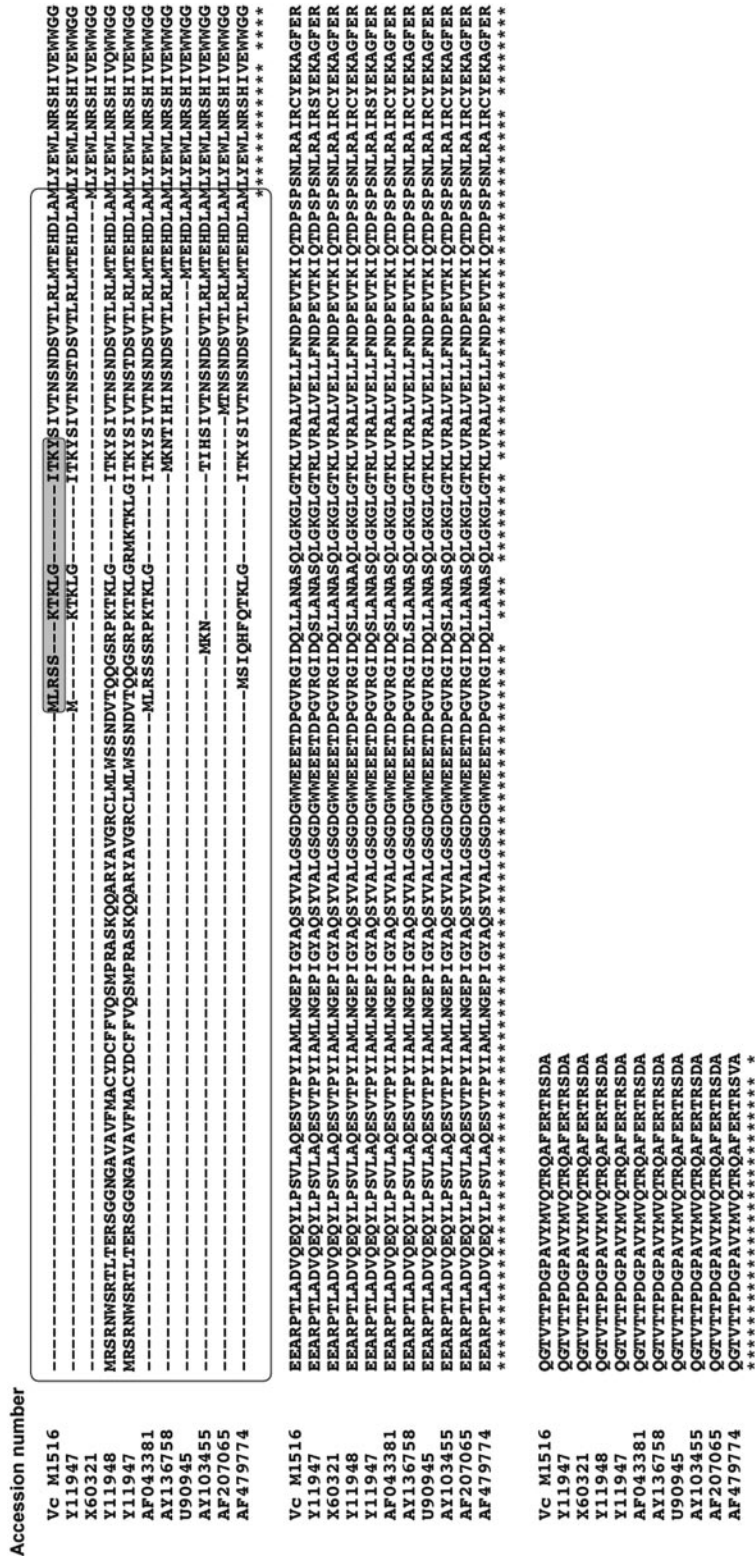 Accession number
Vc M1516 ----------------------------------------------------------MLRSS---KTKLG-------ITKYSIVTNSNDSVTLRLMTEHDLAMLYEWLNRSHIVEWWGG
Y11947 ----------------------------------------------------------M-------KTKLG-------ITKYSIVTNSTDSVTLRLMTEHDLAMLYEWLNRSHIVEWWGG
X60321 -------------------------------------------------------------------------------------------------------MLYEWLNRSHIVEWWGG
Y11948 MRSRNWSRTLTERSGGNGAVAVFMACYDCFFVQSMPRASKQQARYAVGRCLMLWSSNDVTQQGSRPKTKLG-------ITKYSIVTNSNDSVTLRLMTEHDLAMLYEWLNRSHIVQWWGG
Y11947 MRSRNWSRTLTERSGGNGAVAVFMACYDCFFVQSMPRASKQQARYAVGRCLMLWSSNDVTQQGSRPKTKLGRMKTKLGITKYSIVTNSTDSVTLRLMTEHDLAMLYEWLNRSHIVEWWGG
AF043381 ----------------------------------------------------------MLRSSSRPKTKLG-------ITKYSIVTNSNDSVTLRLMTEHDLAMLYEWLNRSHIVEWWGG
AY136758 -------------------------------------------------------------------------------MKNTIHINSNDSVTLRLMTEHDLAMLYEWLNRSHIVEWWGG
U90945 ------------------------------------------------------------------------------------------------MTEHDLAMLYEWLNRSHIVEWWGG
AY103455 ---------------------------------------------------------------MKN-------------TIHSIVTNSNDSVTLRLMTEHDLAMLYEWLNRSHIVEWWGG
AF207065 ------------------------------------------------------------------------------------MTNSNDSVTLRLMTEHDLAMLYEWLNRSHIVEWWGG
AF479774 ------------------------------------------------------------MSIQHFQTKLG-------ITKYSIVTNSNDSVTLRLMTEHDLAMLYEWLNRSHIVEWWGG
************ ****
Vc M1516 EEARPTLADVQEQYLPSVLAQESVTPYIAMLNGEPIGYAQSYVALGSGDGWWEEETDPGVRGIDQLLANASQLGKGLGTKLVRALVELLFNDPEVTKIQTDPSPSNLRAIRCYEKAGFER
Y11947 EEARPTLADVQEQYLPSVLAQESVTPYIAMLNGEPIGYAQSYVALGSGDGWWEEETDPGVRGIDQSLANASQLGKGLGTRLVRALVELLFNDPEVTKIQTDPSPSNLRAIRSYEKAGFER
X60321 EEARPTLADVQEQYLPSVLAQESVTPYIAMLNGEPIGYAQSYVALGSGDGWWEEETDPGVRGIDQLLANASQLGKGLGTKLVRALVELLFNDPEVTKIQTDPSPSNLRAIRCYEKAGFER
Y11948 EEARPTLADVQEQYLPSVLAQESVTPYIAMLNGEPIGYAQSYVALGSGDGWWEEETDPGVRGIDQSLANAAQLGKGLGTKLVRALVELLFNDPEVTKIQTDPSPSNLRAIRCYEKAGFER
Y11947 EEARPTLADVQEQYLPSVLAQESVTPYIAMLNGEPIGYAQSYVALGSGDGWWEEETDPGVRGIDQSLANASQLGKGLGTRLVRALVELLFNDPEVTKIQTDPSPSNLRAIRSYEKAGFER
AF043381 EEARPTLADVQEQYLPSVLAQESVTPYIAMLNGEPIGYAQSYVALGSGDGWWEEETDPGVRGIDQSLANASQLGKGLGTKLVRALVELLFNDPEVTKIQTDPSPSNLRAIRCYEKAGFER
AY136758 EEARPTLADVQEQYLPSVLAQESVTPYIAMLNGEPIGYAQSYVALGSGDGWWEEETDPGVRGIDLSLANASQLGKGLGTKLVRALVELLFNDPEVTKIQTDPSPSNLRAIRCYEKAGFER
U90945 EEARPTLADVQEQYLPSVLAQESVTPYIAMLNGEPIGYAQSYVALGSGDGWWEEETDPGVRGIDQLLANASQLGKGLGTKLVRALVELLFNDPEVTKIQTDPSPSNLRAIRCYEKAGFER
AY103455 EEARPTLADVQEQYLPSVLAQESVTPYIAMLNGEPIGYAQSYVALGSGDGWWEEETDPGVRGIDQSLANASQLGKGLGTKLVRALVELLFNDPEVTKIQTDPSPSNLRAIRCYEKAGFER
AF207065 EEARPTLADVQEQYLPSVLAQESVTPYIAMLNGEPIGYAQSYVALGSGDGWWEEETDPGVRGIDQLLANASQLGKGLGTKLVRALVELLFNDPEVTKIQTDPSPSNLRAIRCYEKAGFER
AF479774 EEARPTLADVQEQYLPSVLAQESVTPYIAMLNGEPIGYAQSYVALGSGDGWWEEETDPGVRGIDQLLANASQLGKGLGTKLVRALVELLFNDPEVTKIQTDPSPSNLRAIRCYEKAGFER
****************************************************************  **** ******** ******************************* ********
Vc M1516 QGTVTTPDGPAVYMVQTRQAFERTRSDA
Y11947 QGTVTTPDGPAVYMVQTRQAFERTRSDA
X60321 QGTVTTPDGPAVYMVQTRQAFERTRSDA
Y11948 QGTVTTPDGPAVYMVQTRQAFERTRSDA
Y11947 QGTVTTPDGPAVYMVQTRQAFERTRSDA
AF043381 QGTVTTPDGPAVYMVQTRQAFERTRSDA
AY136758 QGTVTTPDGPAVYMVQTRQAFERTRSDA
U90945 QGTVTTPDGPAVYMVQTRQAFERTRSDA
AY103455 QGTVTTPDGPAVYMVQTRQAFERTRSDA
AF207065 QGTVTTPDGPAVYMVQTRQAFERTRSDA
AF479774 QGTVTTPDGPAVYMVQTRQAFERTRSVA
************************** *